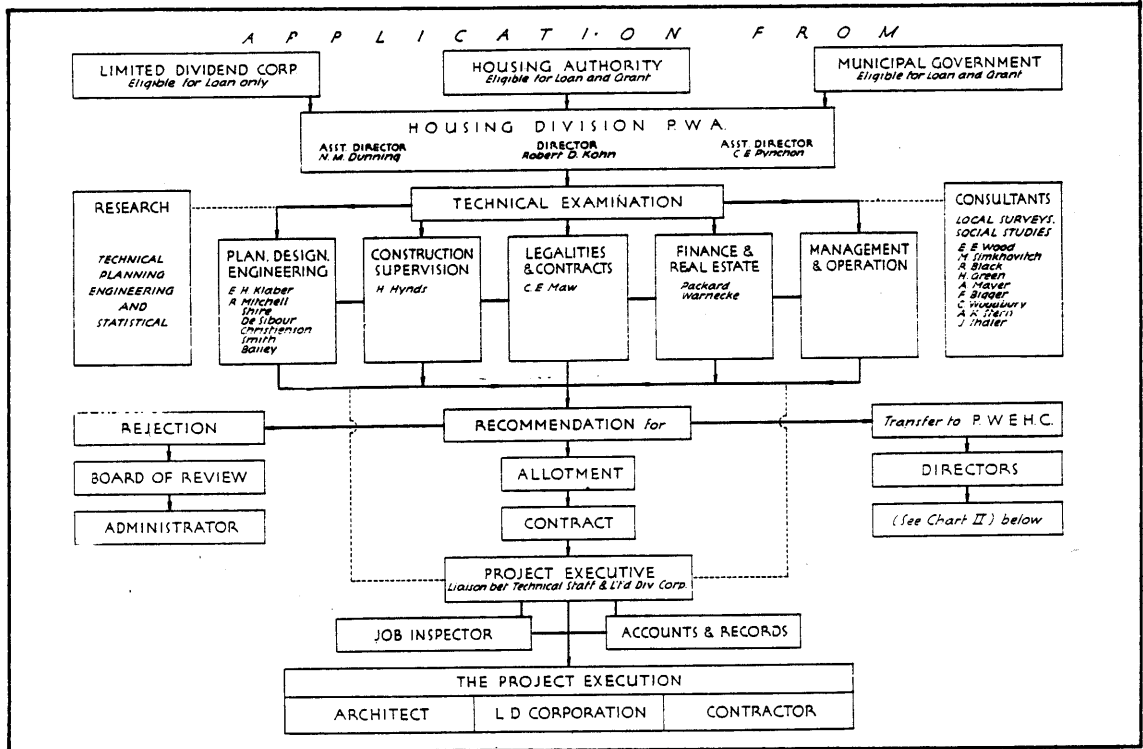 APPLICATION FROM
LIMITED DIVIDEND CORP.
Eligible for Loan only
HOUSING AUTHORITY
Eligible for Loan and Grant
MUNICIPAL GOVERNMENT
Eligible for Loan and Grant
HOUSING DIVISION P.W.A.
ASST. DIRECTOR
N. M. Dunning
DIRECTOR
Robert D. Kohn
ASST. DIRECTOR
C E Pynchon
TECHNICAL EXAMINATION
RESEARCH
TECHNICAL
PLANNING
ENGINEERING
AND
STATISTICAL
PLAN, DESIGN,
ENGINEERING
E H Klaber
R Mitchell
Shire
De Sibour
Christenson
Smith
Bailey
CONSTRUCTION
SUPERVISION
H Hynds
LEGALITIES
& CONTRACTS
C. E Maw
FINANCE &
REAL ESTATE
Packard
Warnecke
MANAGEMENT
& OPERATION
CONSULTANTS
LOCAL SURVEYS,
SOCIAL STUDIES
E E Wood
M Simkhovitch
R Black
H. Green
A Mayer
F Bigger
C Woodbury
A K Stern
J Thaler
RECOMMENDATION for
REJECTION
BOARD OF REVIEW
ADMINISTRATOR
ALLOTMENT
CONTRACT
Transfer to P. W E H. C.
DIRECTORS
(See Chart II) below
PROJECT EXECUTIVE
Liaison bet Technical Staff & Lt'd Div Corp.
JOB INSPECTOR
ACCOUNTS & RECORDS
THE PROJECT EXECUTION
ARCHITECT
L D CORPORATION
CONTRACTOR